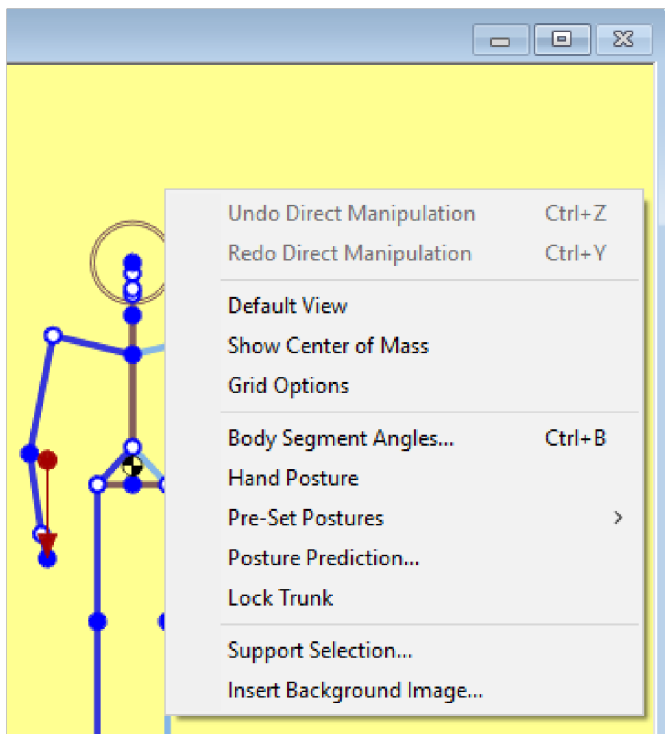 Undo Direct Manipulation Ctrl+Z
Redo Direct Manipulation Ctrl+Y
Default View
Show Center of Mass
Grid Options
Body Segment Angles... Ctrl+B
Hand Posture
Pre-Set Postures
Posture Prediction...
Lock Trunk
Support Selection...
Insert Background Image...